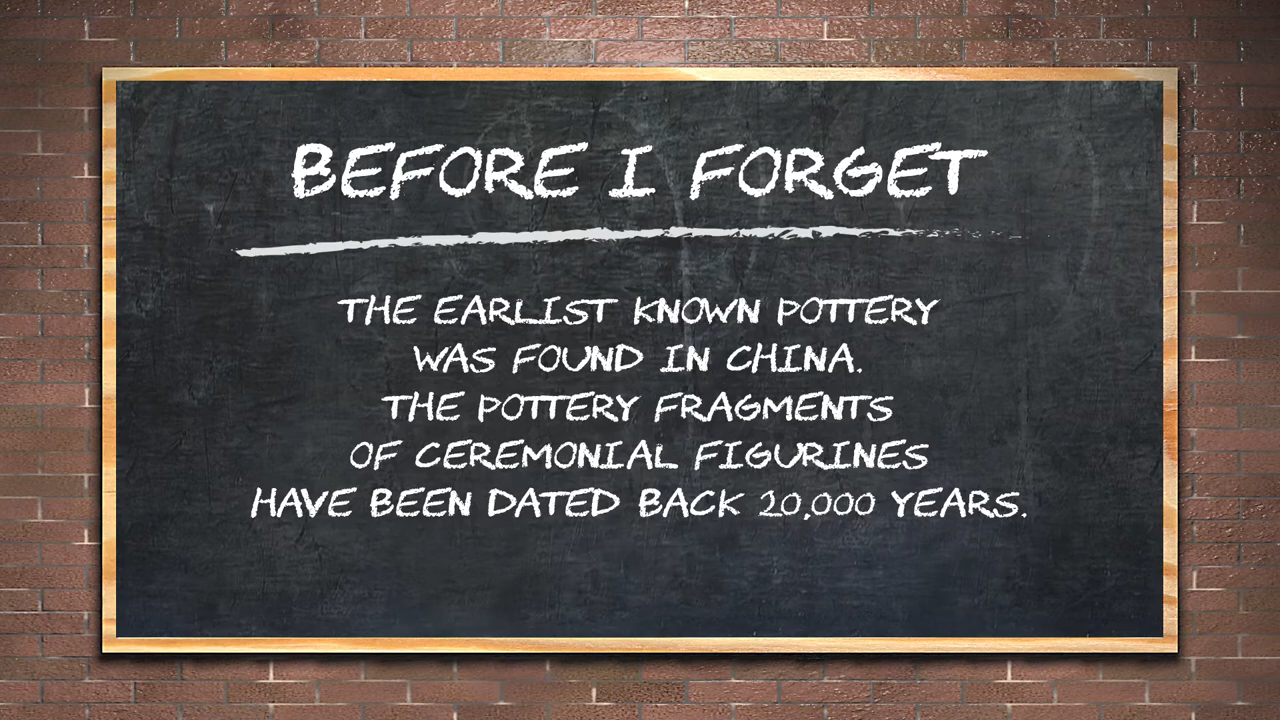 BEFORE I FORGET
THE EARLIST KNOWN POTTERY
WAS FOUND IN CHINA.
THE POTTERY FRAGMENTS
OF CEREMONIAL FIGURINES
HAVE BEEN DATED BACK 20,000 YEARS.